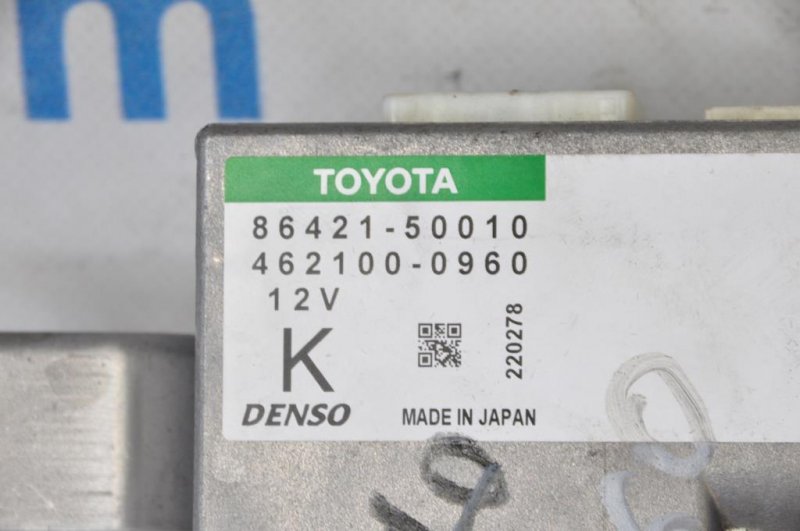 m
TOYOTA
86421-50010
462100-0960
12V
K
220278
DENSO
MADE IN JAPAN